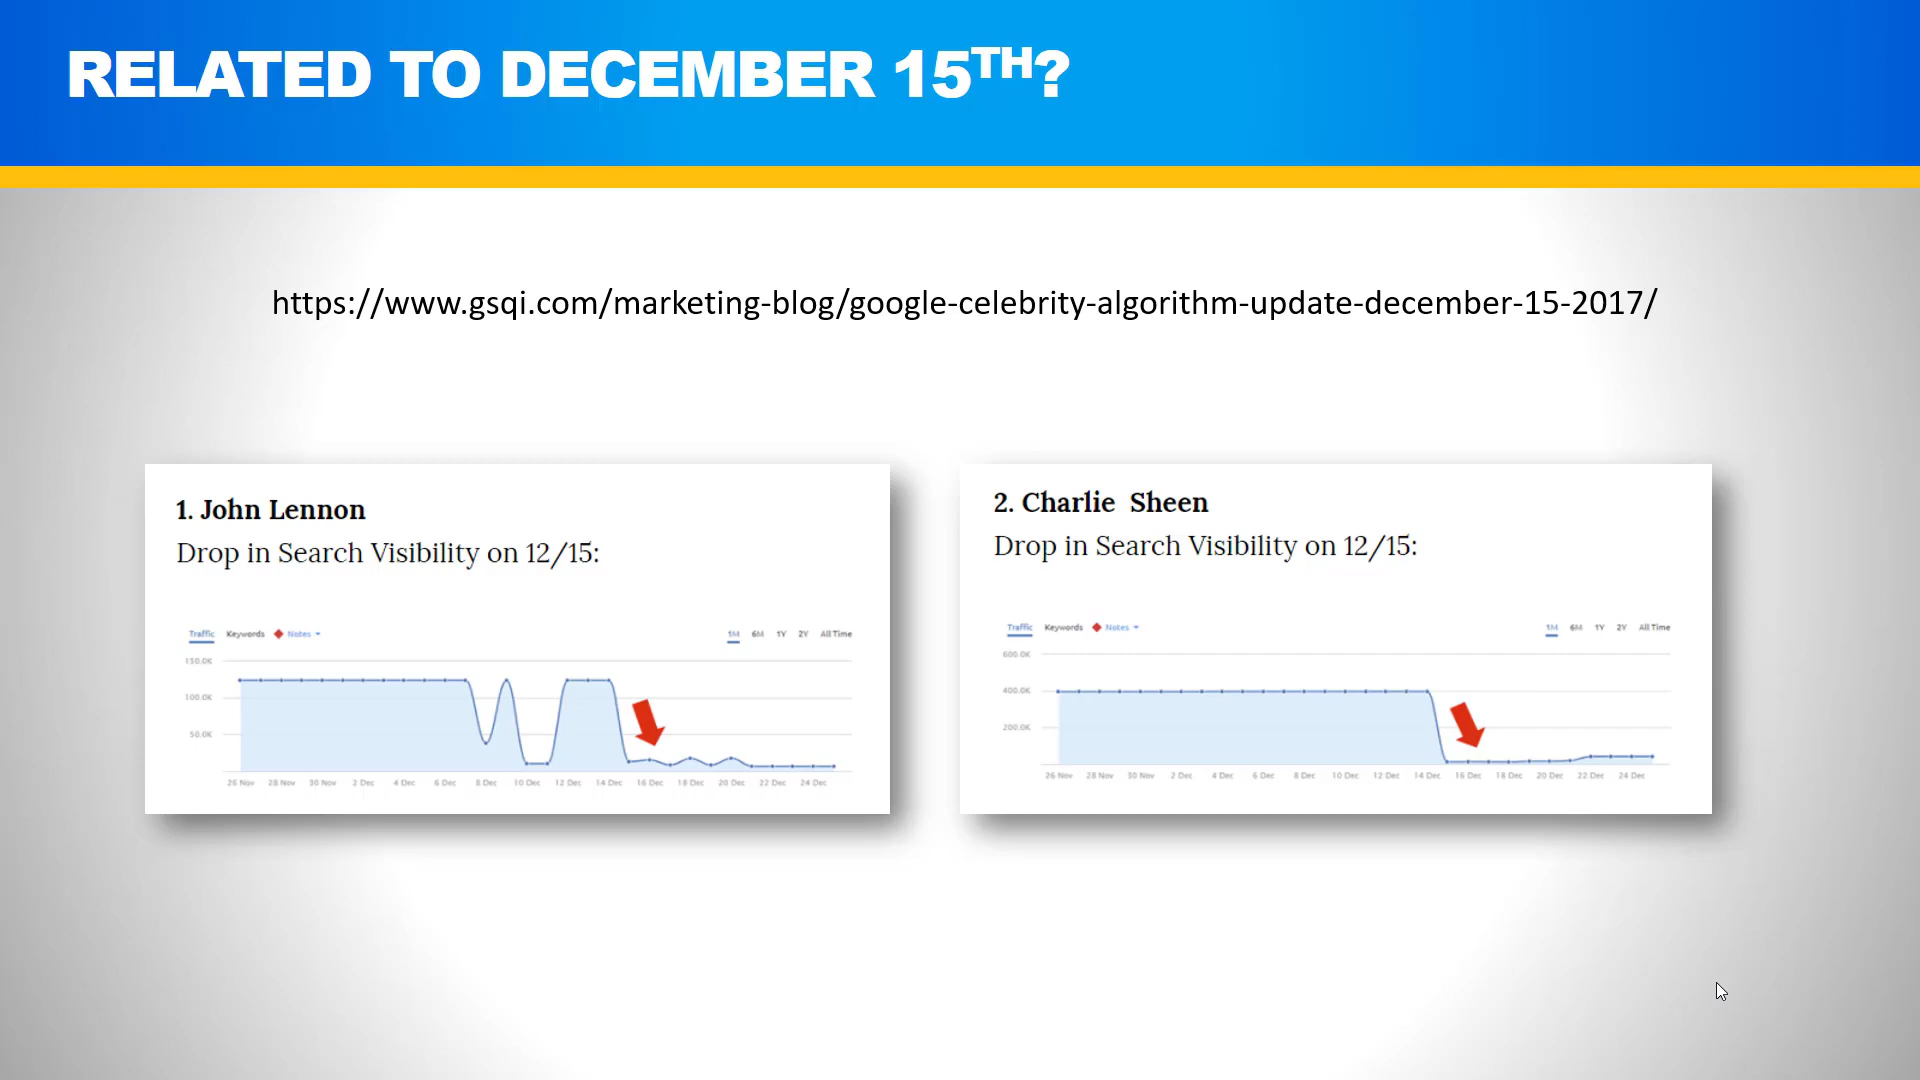 RELATED TO DECEMBER 15TH?
https://www.gsqi.com/marketing-blog/google-celebrity-algorithm-update-december-15-2017/
1. John Lennon
Drop in Search Visibility on 12/15:
Traffic Keywords Notes 1M 6M 1Y 2Y All Time
150.0K
100.0K
50.0K
26 Nov 28 Nov 30 Nov 2 Dec 4 Dec 6 Dec 8 Dec 10 Dec 12 Dec 14 Dec 16 Dec 18 Dec 20 Dec 22 Dec 24 Dec
2. Charlie Sheen
Drop in Search Visibility on 12/15:
Traffic Keywords Notes 1M 6M 1Y 2Y All Time
600.0K
400.0K
200.0K
26 Nov 28 Nov 30 Nov 2 Dec 4 Dec 6 Dec 8 Dec 10 Dec 12 Dec 14 Dec 16 Dec 18 Dec 20 Dec 22 Dec 24 Dec